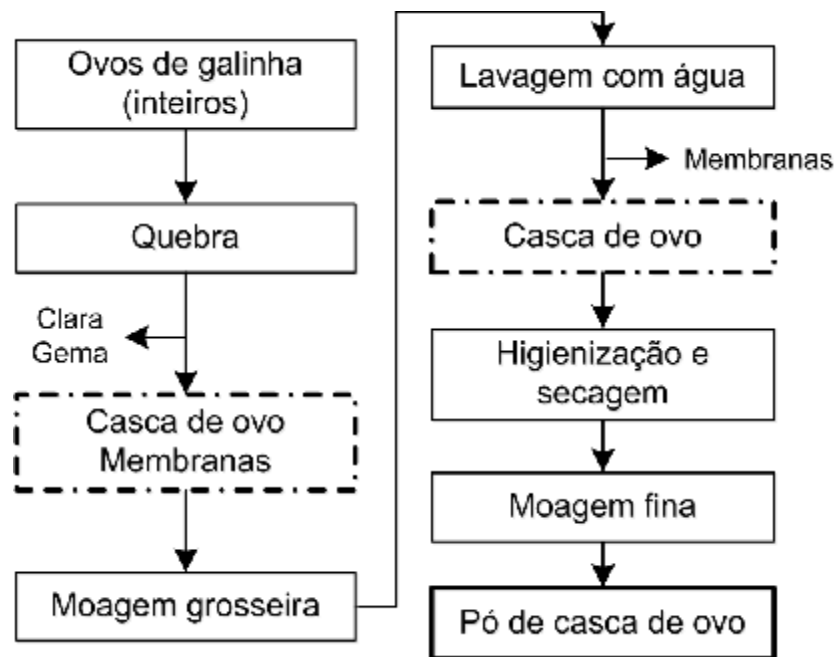 Ovos de galinha
(inteiros)
Quebra
Clara
Gema
Casca de ovo
Membranas
Moagem grosseira
Lavagem com água
Membranas
Casca de ovo
Higienização e
secagem
Moagem fina
Pó de casca de ovo